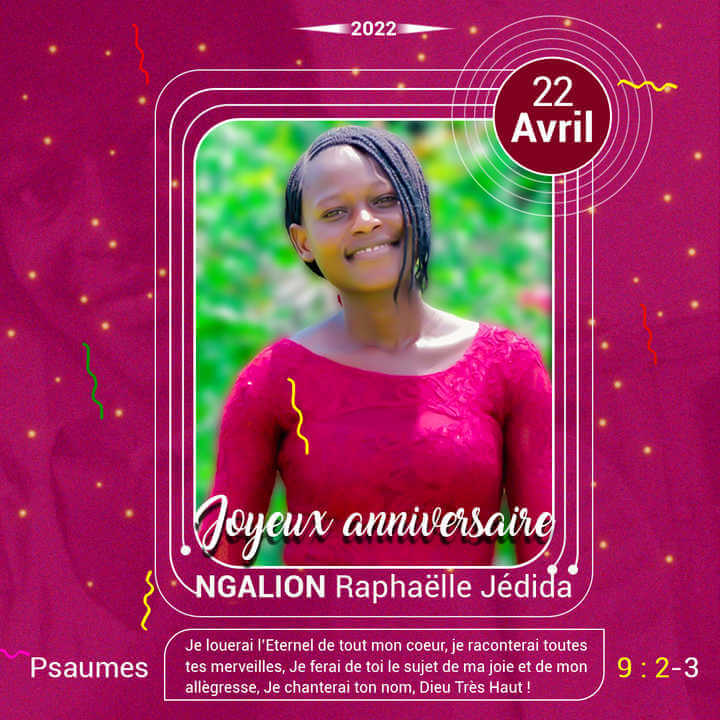 2022
22
Avril
Joyeux anniversaire
NGALION Raphaëlle Jédida
Psaumes
Je louerai l'Eternel de tout mon coeur, je raconterai toutes
tes merveilles, Je ferai de toi le sujet de ma joie et de mon
allègresse, Je chanterai ton nom, Dieu Très Haut !
9 : 2-3